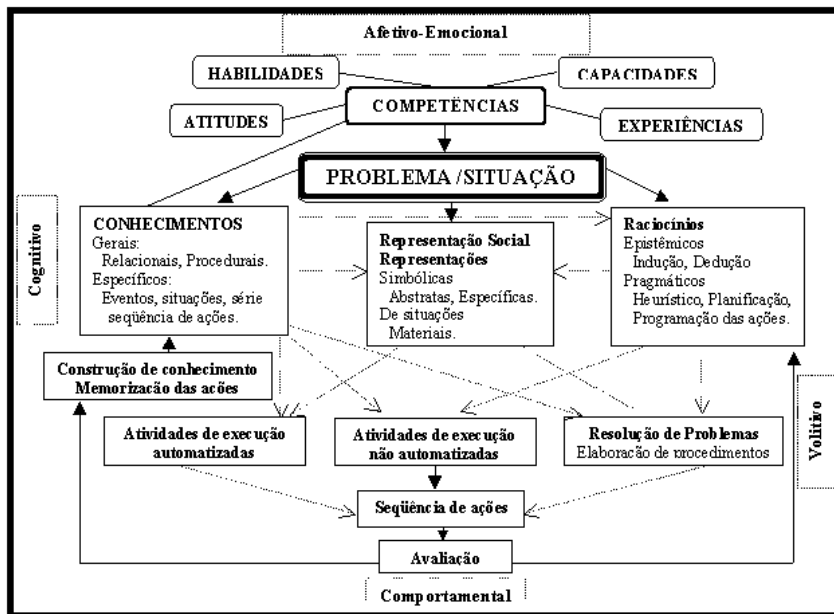 Afetivo-Emocional
HABILIDADES
CAPACIDADES
COMPETÊNCIAS
ATITUDES
EXPERIÊNCIAS
PROBLEMA /SITUAÇÃO
Cognitivo
CONHECIMENTOS
Gerais:
Relacionais, Procedurais.
Específicos:
Eventos, situações, série
seqüência de ações.
Representação Social
Representações
Simbólicas
Abstratas, Específicas.
De situações
Materiais.
Raciocínios
Epistêmicos
Indução, Dedução
Pragmáticos
Heurístico, Planificação,
Programação das ações.
Construção de conhecimento
Memorização das acões
Volitivo
Atividades de execução
automatizadas
Atividades de execução
não automatizadas
Resolução de Problemas
Elaboração de procedimentos
Seqüência de ações
Avaliação
Comportamental